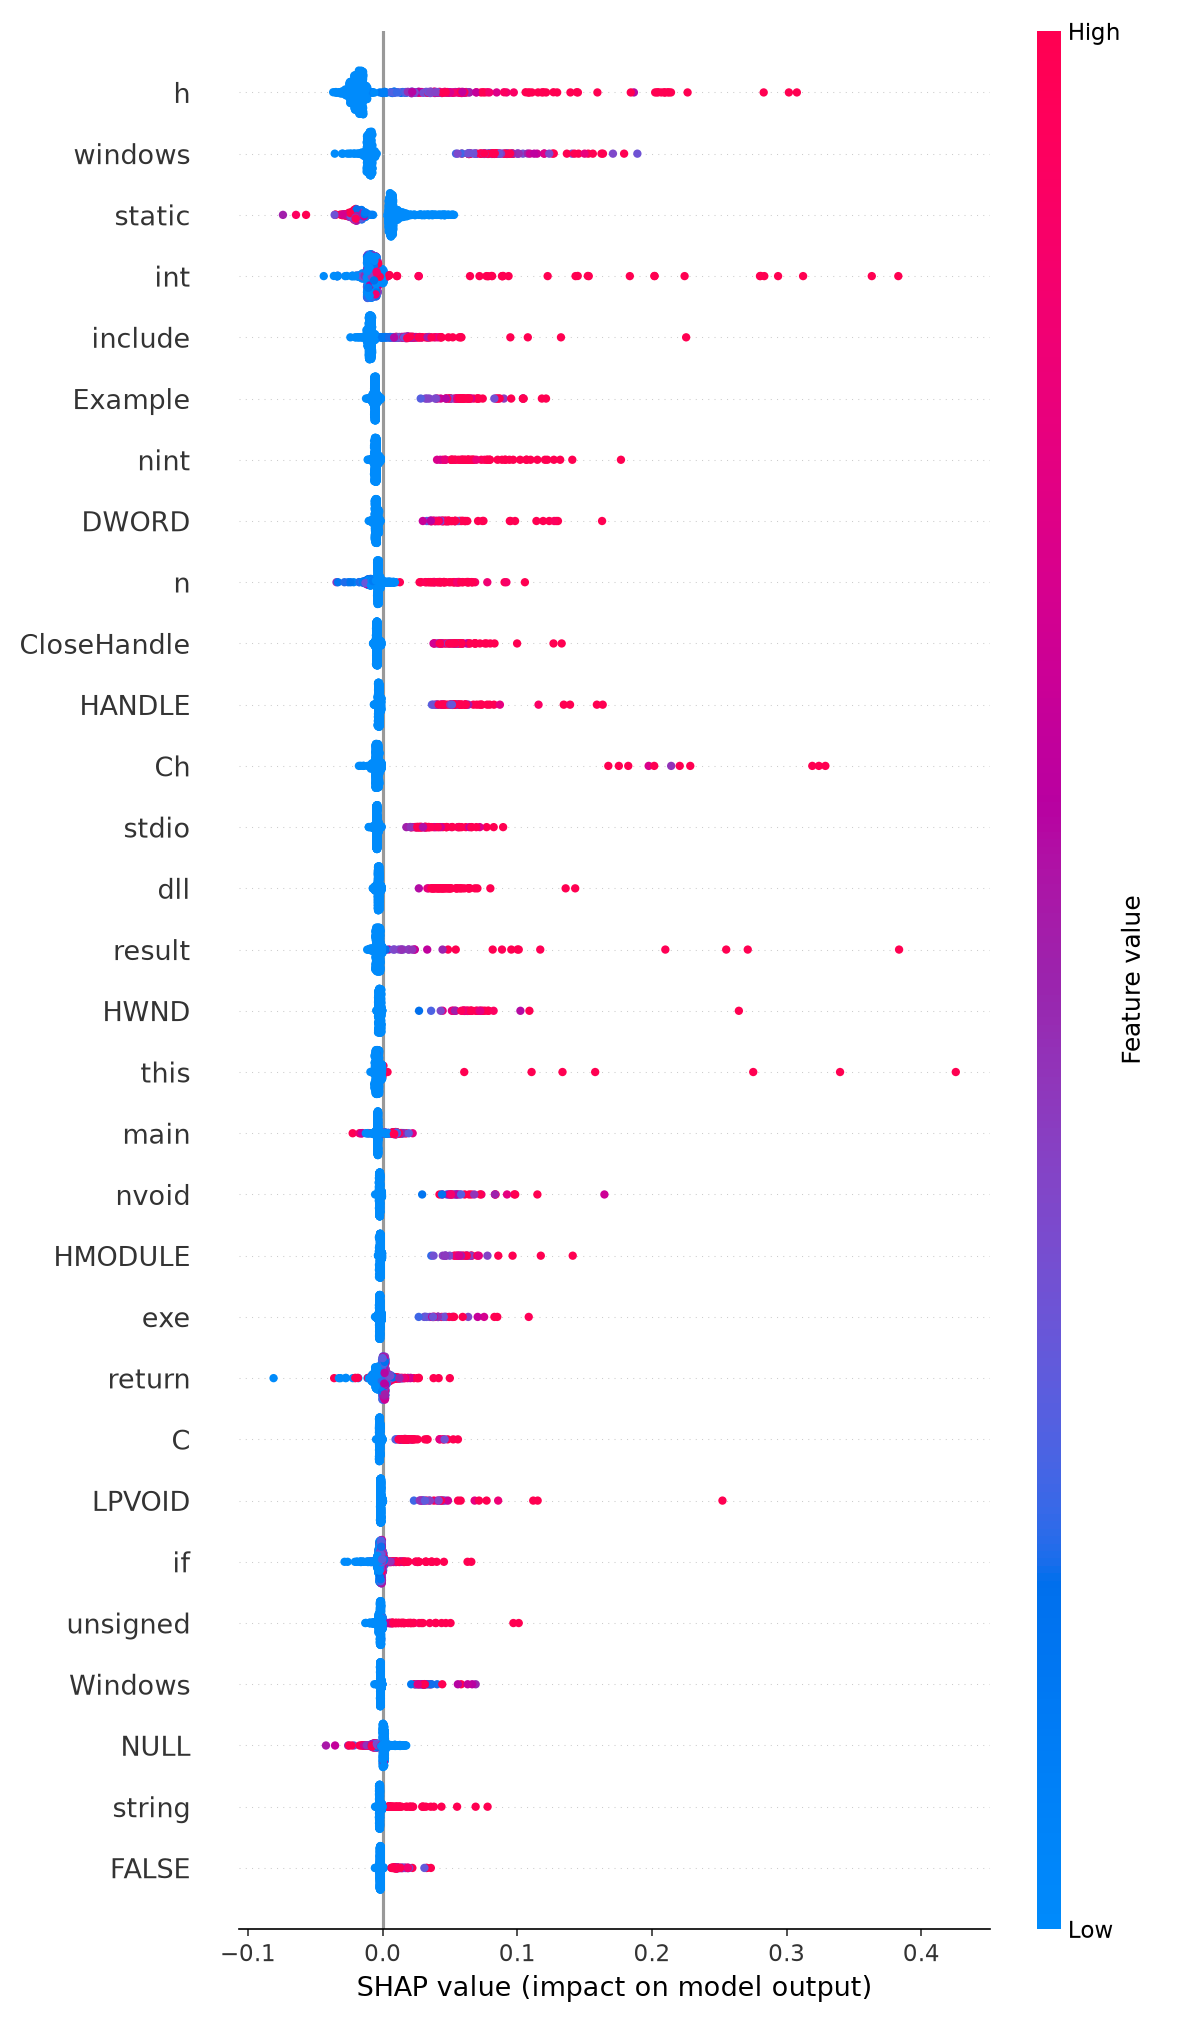 High
h
windows
static
int
include
Example
nint
DWORD
n
CloseHandle
HANDLE
Ch
stdio
dll
result
HWND
this
main
nvoid
HMODULE
exe
return
C
LPVOID
if
unsigned
Windows
NULL
string
FALSE
Feature value
Low
−0.1 0.0 0.1 0.2 0.3 0.4
SHAP value (impact on model output)